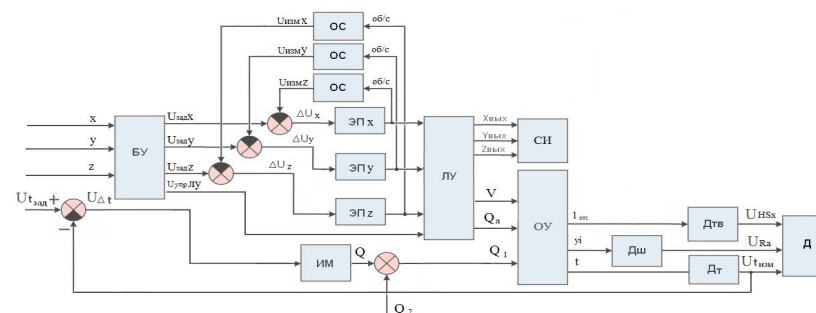 Uизмx
ОС
об/с
Uизмy
ОС
об/с
Uизмz
ОС
об/с
x
y
z
БУ
Uзадx
Uзадy
Uзадz
Uупр.ЛУ
ΔUx
ΔUy
ΔUz
ЭП x
ЭП y
ЭП z
ЛУ
Xвых
Yвых
Zвых
СИ
V
Qл
Q1
ОУ
yi
t
Дтв
Дш
Дт
UHSx
URa
Utизм
Д
Utзад
+
−
UΔt
ИМ
Q
Q2